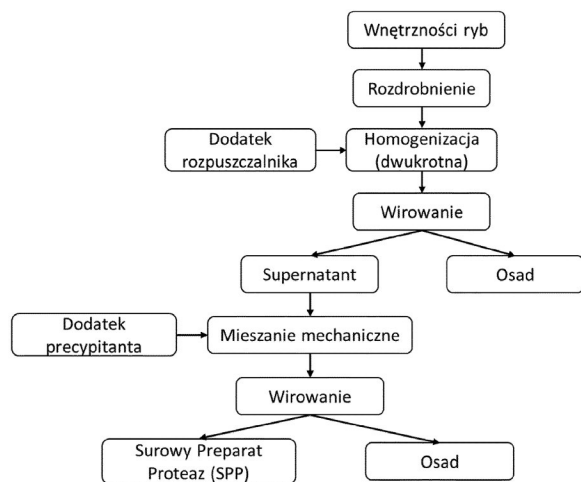 Wnętrzności ryb
Rozdrobnienie
Dodatek
rozpuszczalnika
Homogenizacja
(dwukrotna)
Wirowanie
Supernatant
Osad
Dodatek
precypitanta
Mieszanie mechaniczne
Wirowanie
Surowy Preparat
Proteaz (SPP)
Osad